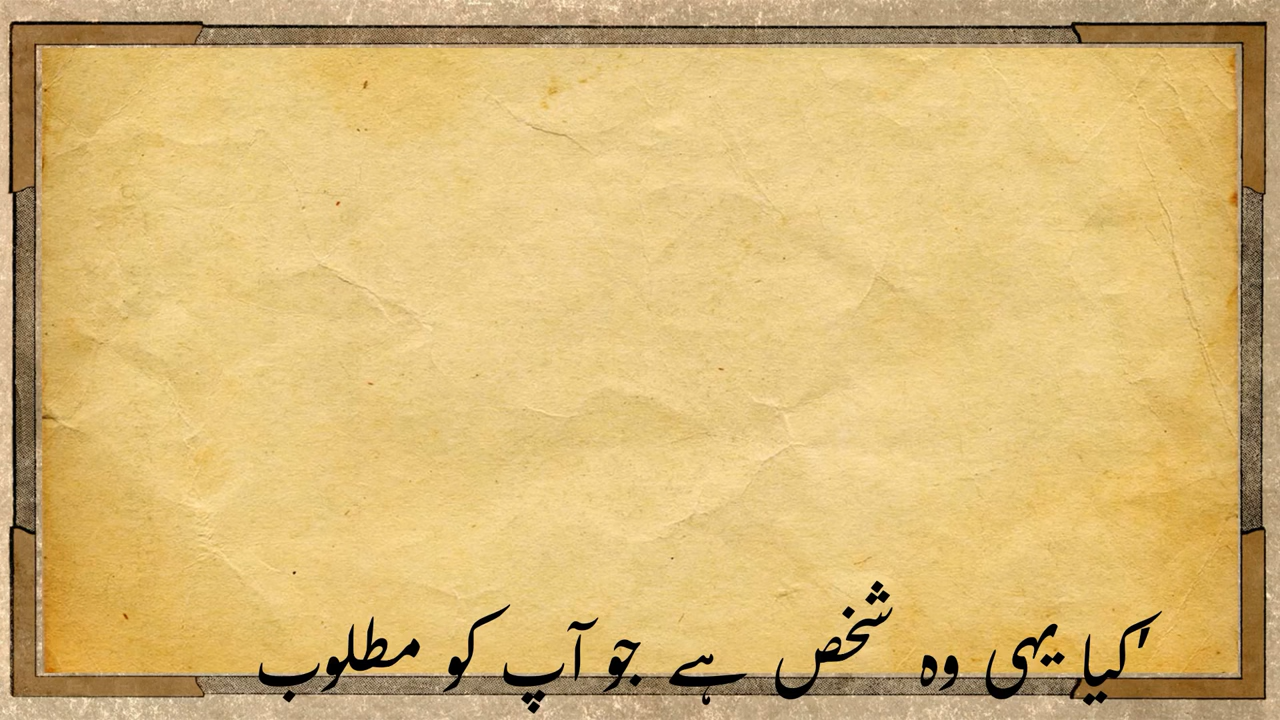 'کیا یہی وہ شخص ہے جو آپ کو مطلوب